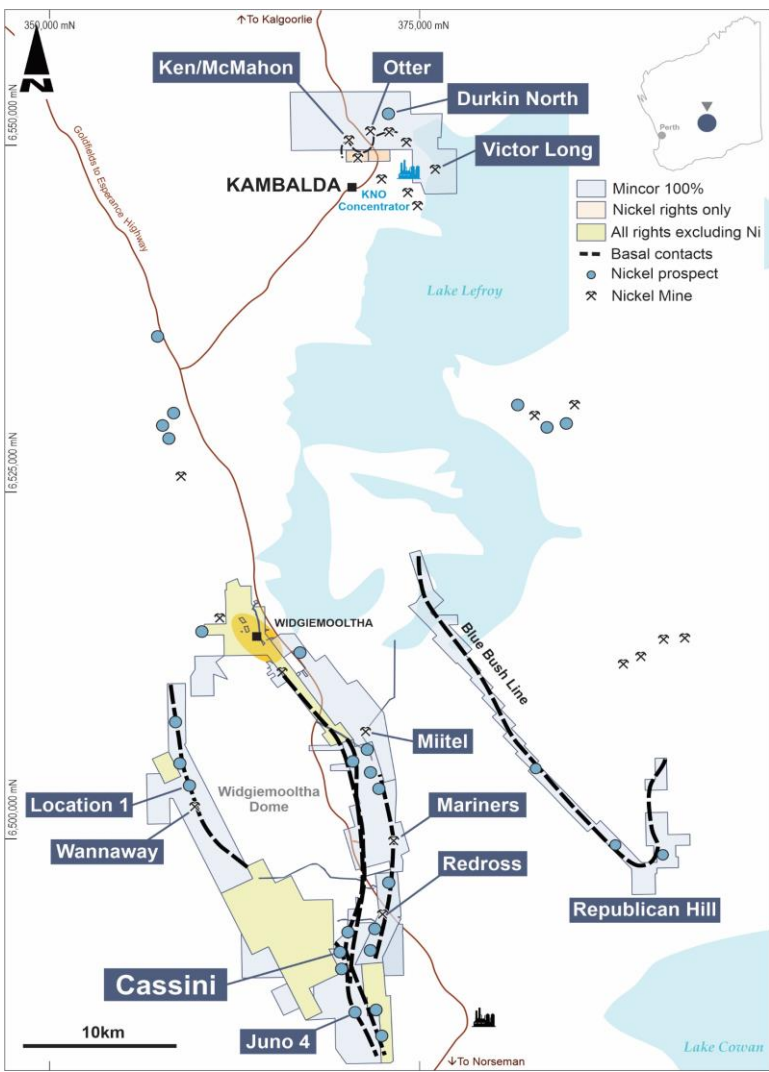 350,000 mN
375,000 mN
↑To Kalgoorlie
N
Ken/McMahon
Otter
Durkin North
Victor Long
Perth
6,550,000 mN
Goldfields to Esperance Highway
KAMBALDA
KNO
Concentrator
Mincor 100%
Nickel rights only
All rights excluding Ni
Basal contacts
Nickel prospect
Nickel Mine
Lake Lefroy
6,525,000 mN
WIDGIEMOOLTHA
Blue Bush Line
Miitel
Location 1
Widgiemooltha
Dome
Mariners
6,500,000 mN
Wannaway
Redross
Republican Hill
Cassini
Juno 4
10km
↓To Norseman
Lake Cowan